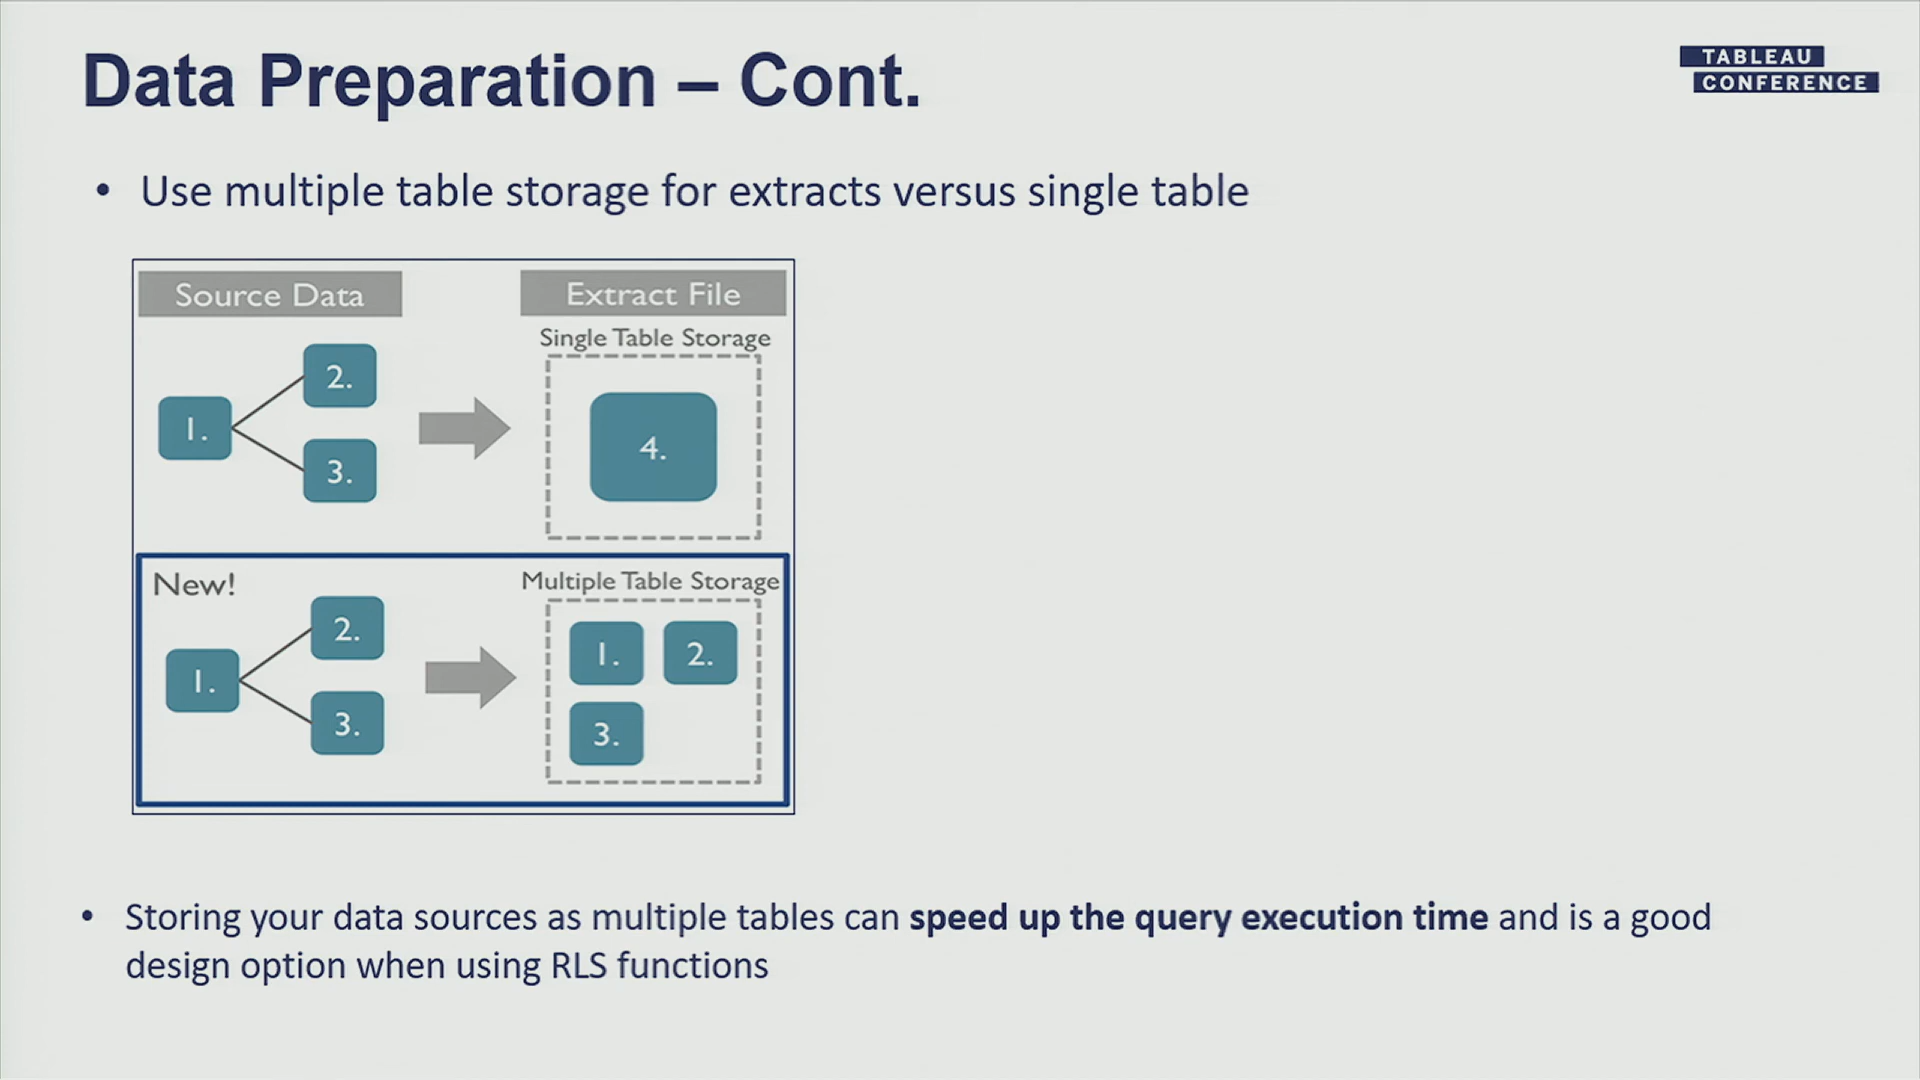 Data Preparation – Cont.
TABLEAU
CONFERENCE
• Use multiple table storage for extracts versus single table
Source Data
Extract File
Single Table Storage
1.
2.
3.
4.
New!
Multiple Table Storage
1.
2.
3.
1.
2.
3.
• Storing your data sources as multiple tables can speed up the query execution time and is a good
design option when using RLS functions